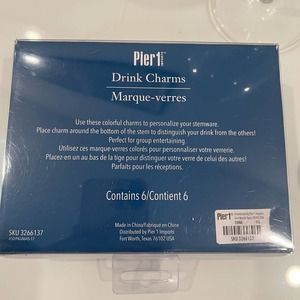 Pier 1
Drink Charms
Marque-verres
Use these colorful charms to personalize your stemware.
Place charm around the bottom of the stem to distinguish your drink from the others!
Perfect for group entertaining.
Utilisez ces marque-verres colorés pour personnaliser votre verrerie.
Placez-en un au bas de la tige pour distinguer votre verre de celui des autres!
Parfaits pour les réceptions.
Contains 6/Contient 6
Made in China/Fabriqué en Chine
Distributed by Pier 1 Imports
Fort Worth, Texas 76102 USA
SKU 3266137
Pier 1
3266137